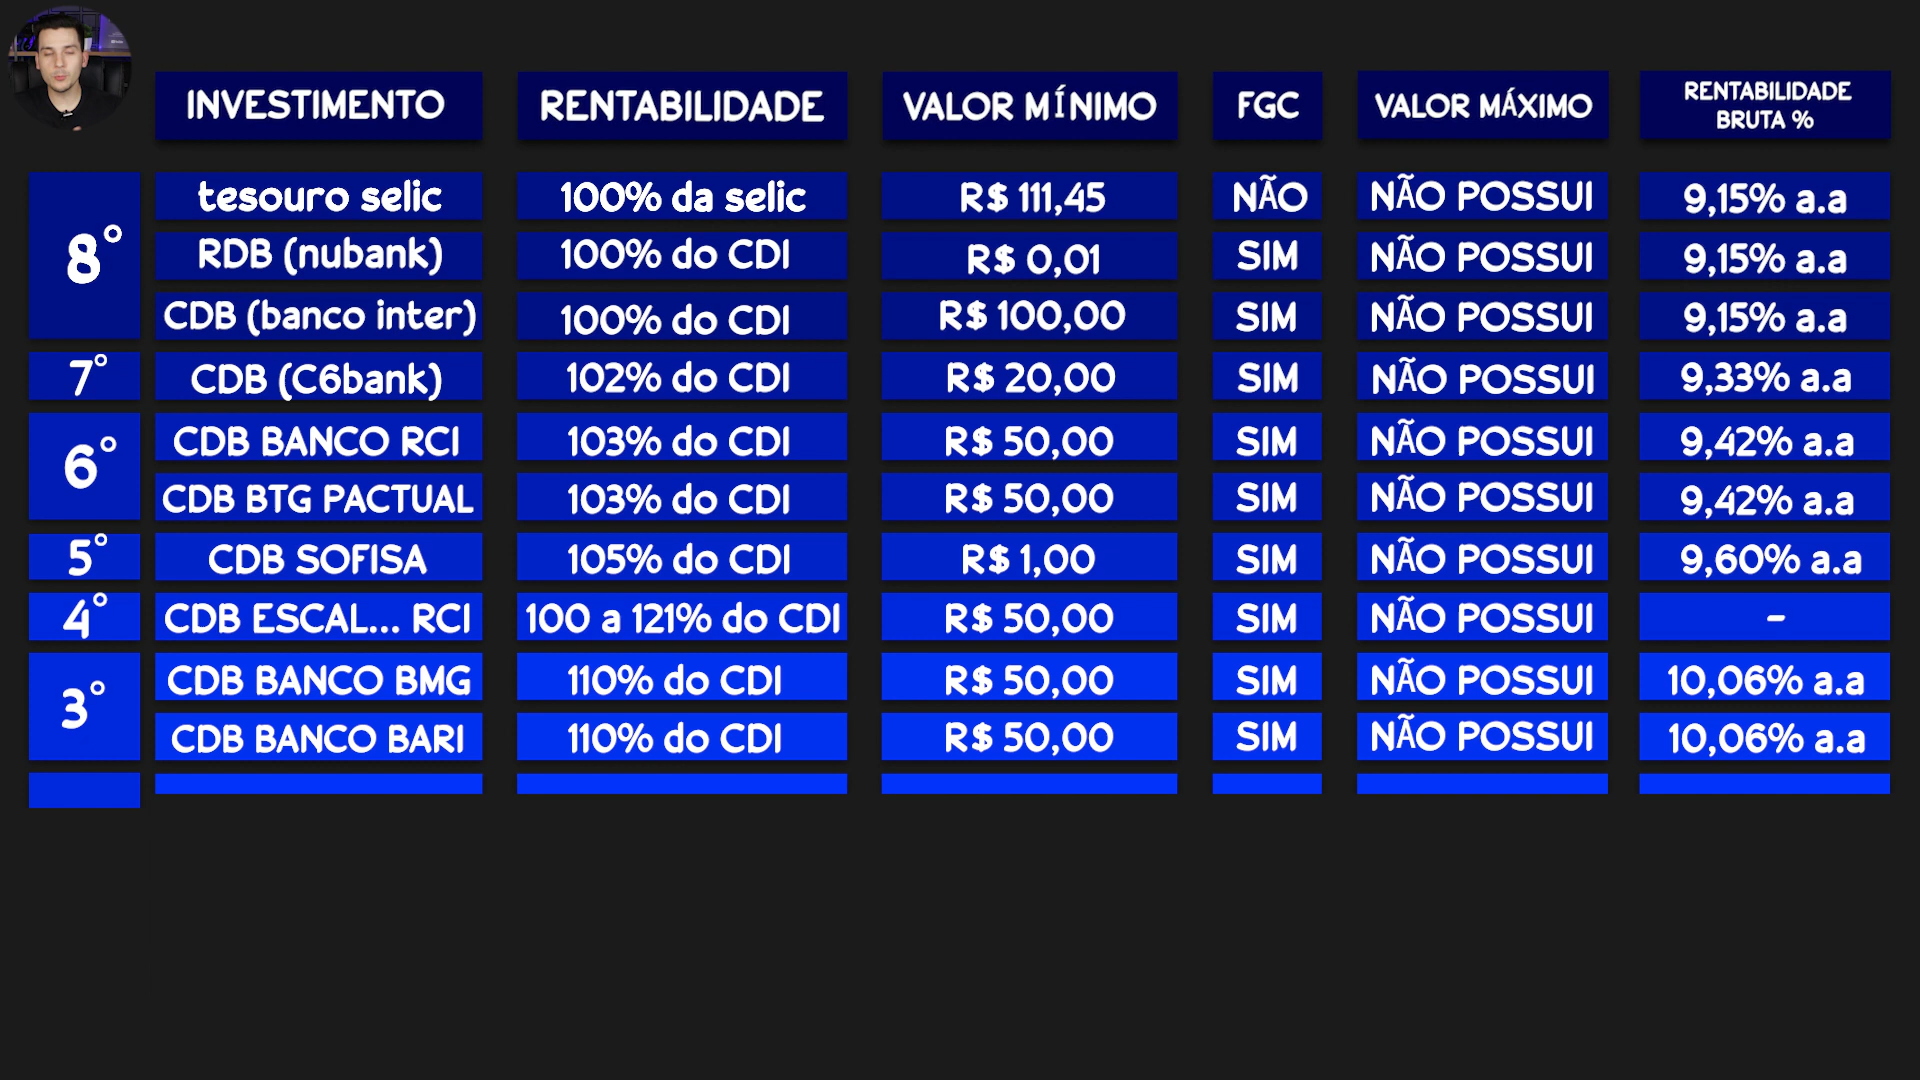 INVESTIMENTO RENTABILIDADE VALOR MÍNIMO FGC VALOR MÁXIMO RENTABILIDADE BRUTA %
8° tesouro selic 100% da selic R$ 111,45 NÃO NÃO POSSUI 9,15% a.a
RDB (nubank) 100% do CDI R$ 0,01 SIM NÃO POSSUI 9,15% a.a
CDB (banco inter) 100% do CDI R$ 100,00 SIM NÃO POSSUI 9,15% a.a
7° CDB (C6bank) 102% do CDI R$ 20,00 SIM NÃO POSSUI 9,33% a.a
6° CDB BANCO RCI 103% do CDI R$ 50,00 SIM NÃO POSSUI 9,42% a.a
CDB BTG PACTUAL 103% do CDI R$ 50,00 SIM NÃO POSSUI 9,42% a.a
5° CDB SOFISA 105% do CDI R$ 1,00 SIM NÃO POSSUI 9,60% a.a
4° CDB ESCAL... RCI 100 a 121% do CDI R$ 50,00 SIM NÃO POSSUI -
3° CDB BANCO BMG 110% do CDI R$ 50,00 SIM NÃO POSSUI 10,06% a.a
CDB BANCO BARI 110% do CDI R$ 50,00 SIM NÃO POSSUI 10,06% a.a